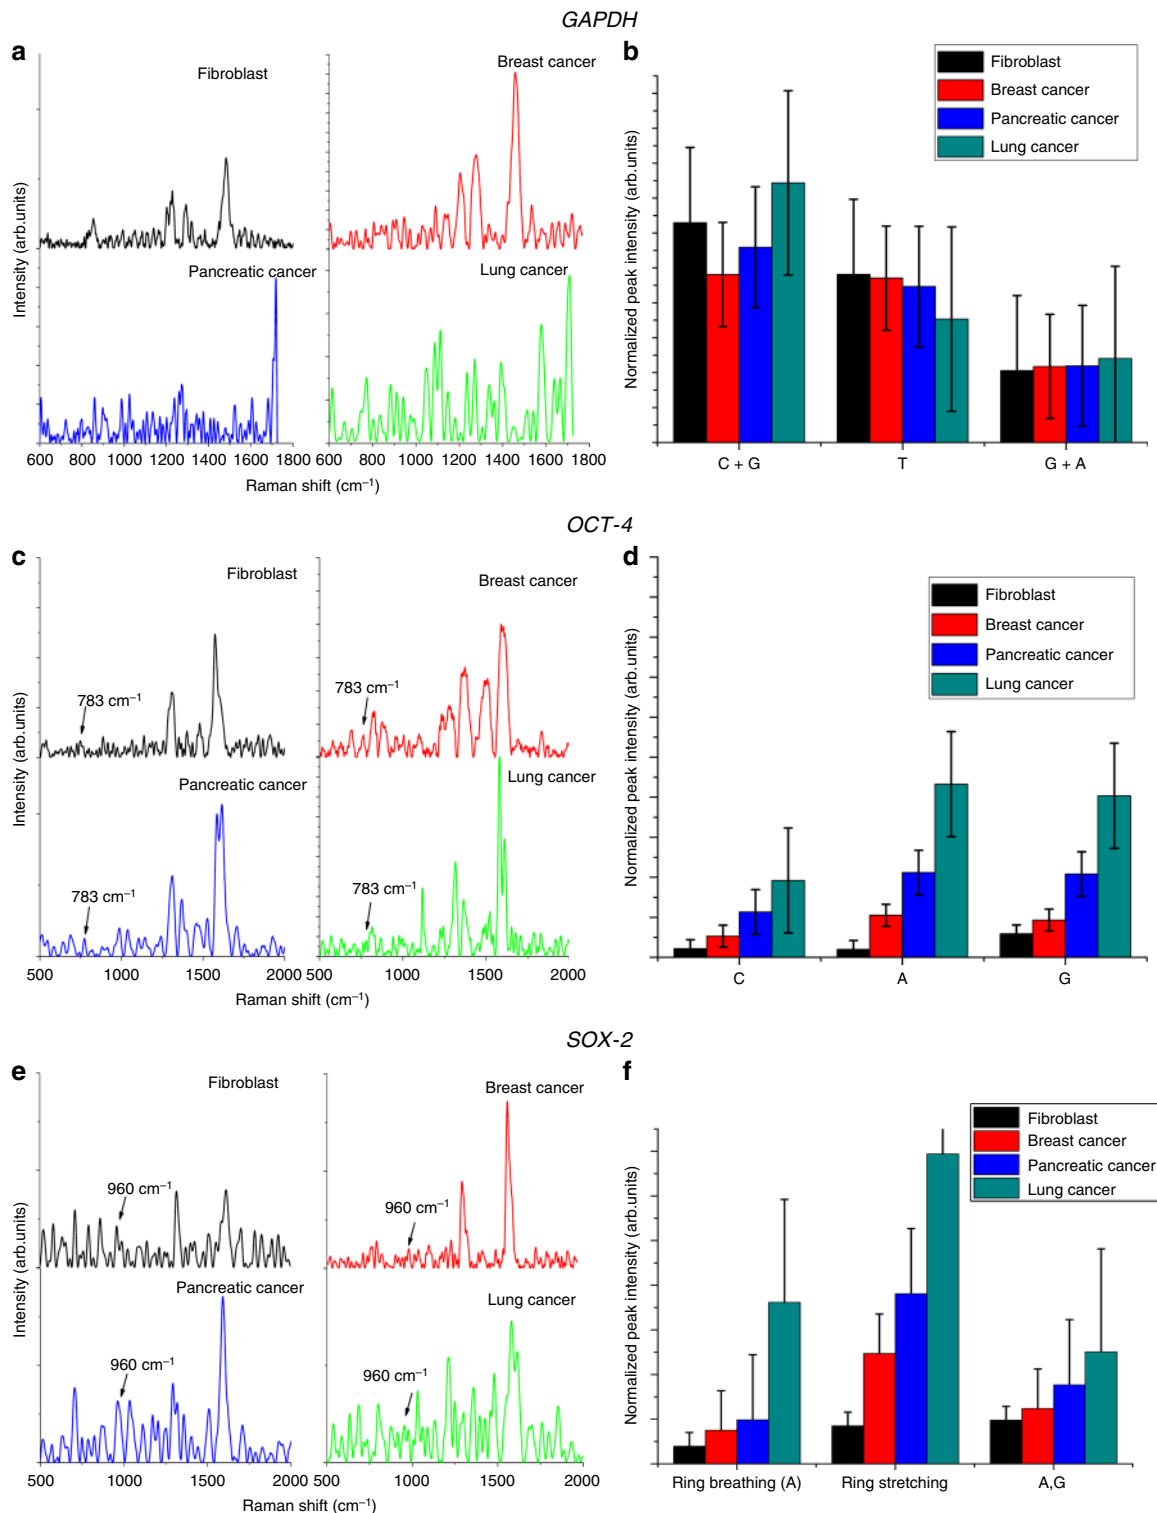 GAPDH
a
Fibroblast
Breast cancer
Pancreatic cancer
Lung cancer
Intensity (arb.units)
600 800 1000 1200 1400 1600 1800
600 800 1000 1200 1400 1600 1800
Raman shift (cm⁻¹)
b
Fibroblast
Breast cancer
Pancreatic cancer
Lung cancer
Normalized peak intensity (arb.units)
C + G T G + A
OCT-4
c
Fibroblast
Breast cancer
783 cm⁻¹
783 cm⁻¹
Pancreatic cancer
Lung cancer
783 cm⁻¹
783 cm⁻¹
Intensity (arb.units)
500 1000 1500 2000
500 1000 1500 2000
Raman shift (cm⁻¹)
d
Fibroblast
Breast cancer
Pancreatic cancer
Lung cancer
Normalized peak intensity (arb.units)
C A G
SOX-2
e
Fibroblast
Breast cancer
960 cm⁻¹
960 cm⁻¹
Pancreatic cancer
Lung cancer
960 cm⁻¹
960 cm⁻¹
Intensity (arb.units)
500 1000 1500 2000
500 1000 1500 2000
Raman shift (cm⁻¹)
f
Fibroblast
Breast cancer
Pancreatic cancer
Lung cancer
Normalized peak intensity (arb.units)
Ring breathing (A) Ring stretching A,G